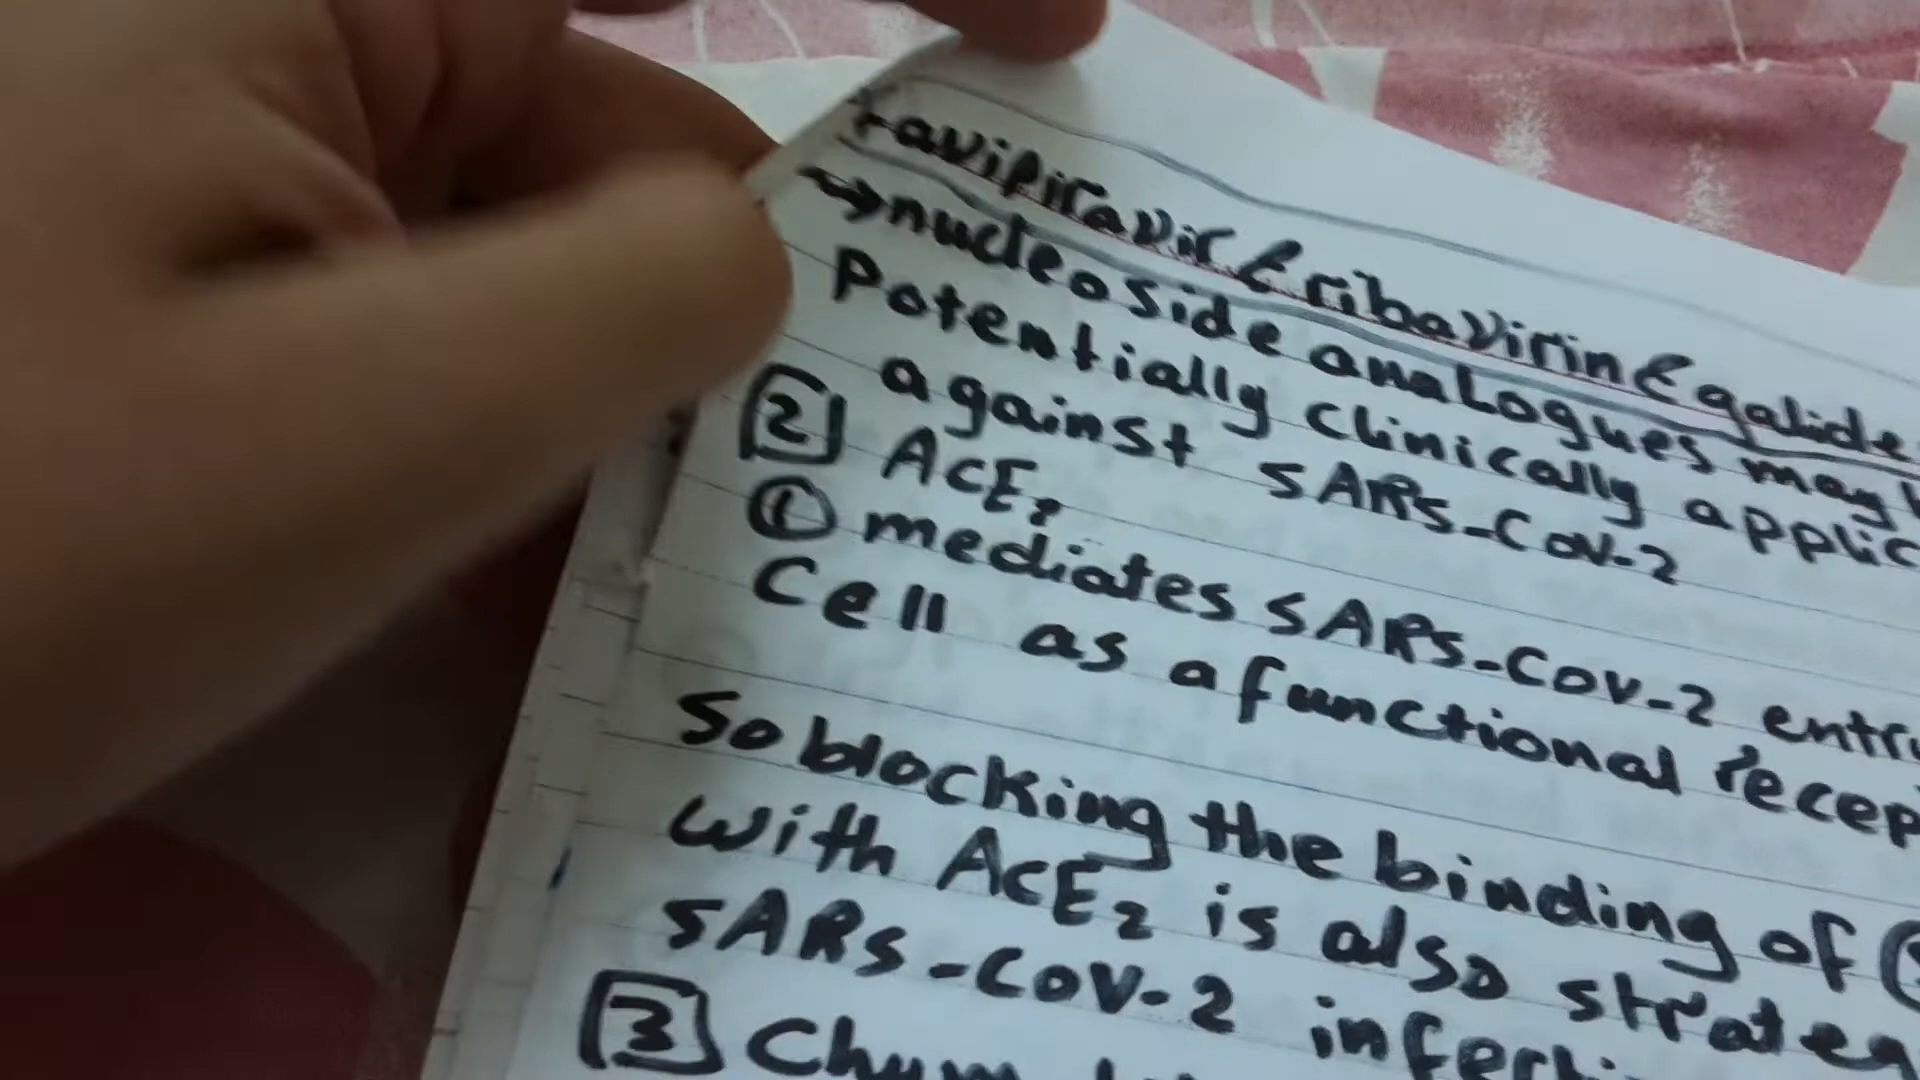 favipiravir & ribavirin & galide
→ nucleoside analogues may
Potentially clinically applic
against SARS-CoV-2
2 ACE2
① mediates SARS-CoV-2 entry
Cell as a functional recep
So blocking the binding of
with ACE2 is also strateg
SARS-CoV-2 infecti
3